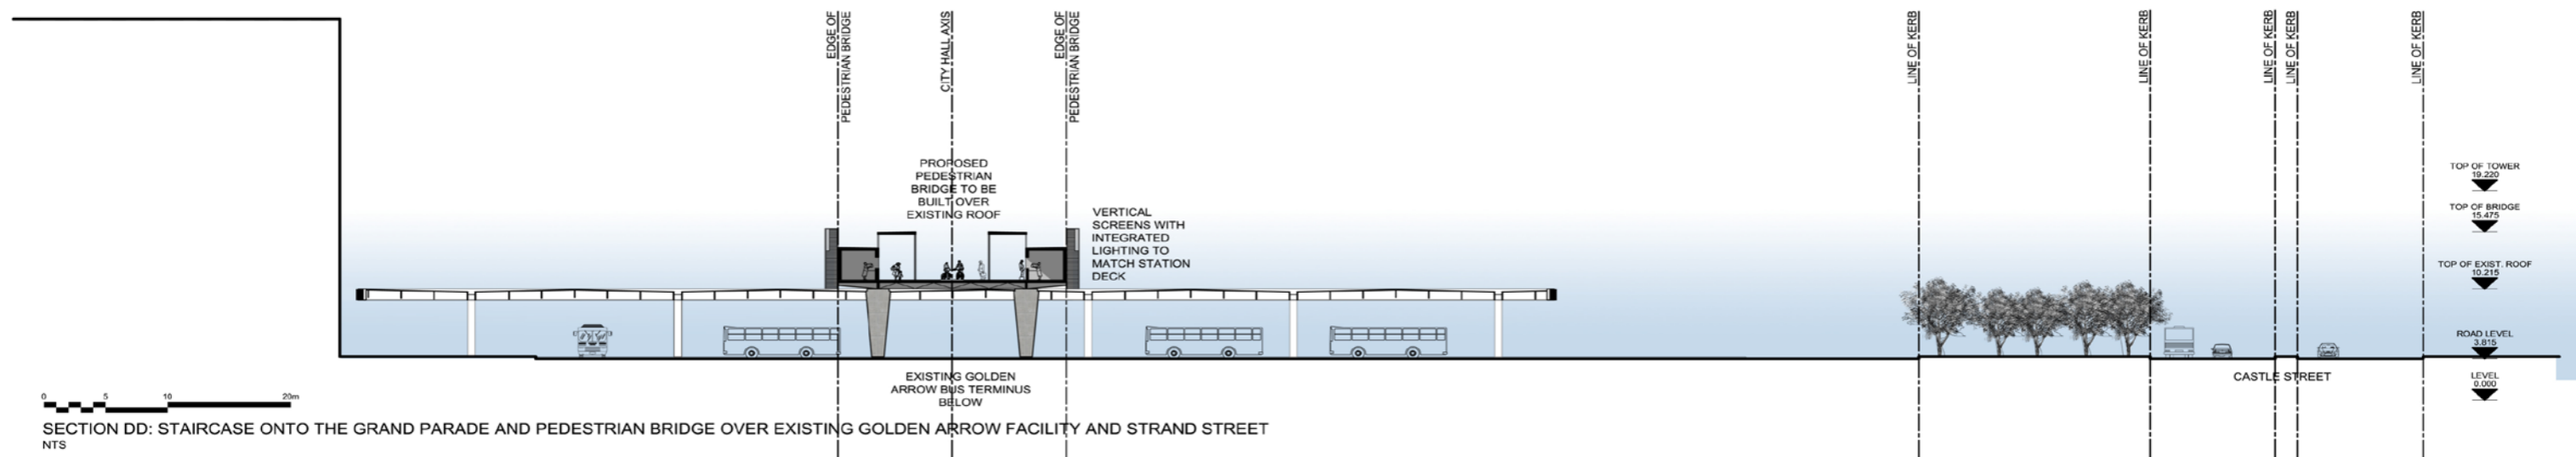 EDGE OF
PEDESTRIAN BRIDGE
CITY HALL AXIS
EDGE OF
PEDESTRIAN BRIDGE
LINE OF KERB
LINE OF KERB
LINE OF KERB
LINE OF KERB
LINE OF KERB
PROPOSED
PEDESTRIAN
BRIDGE TO BE
BUILT OVER
EXISTING ROOF
VERTICAL
SCREENS WITH
INTEGRATED
LIGHTING TO
MATCH STATION
DECK
TOP OF TOWER
19.220
TOP OF BRIDGE
15.475
TOP OF EXIST. ROOF
10.215
ROAD LEVEL
3.815
LEVEL
0.000
EXISTING GOLDEN
ARROW BUS TERMINUS
BELOW
CASTLE STREET
0 5 10 20m
SECTION DD: STAIRCASE ONTO THE GRAND PARADE AND PEDESTRIAN BRIDGE OVER EXISTING GOLDEN ARROW FACILITY AND STRAND STREET
NTS